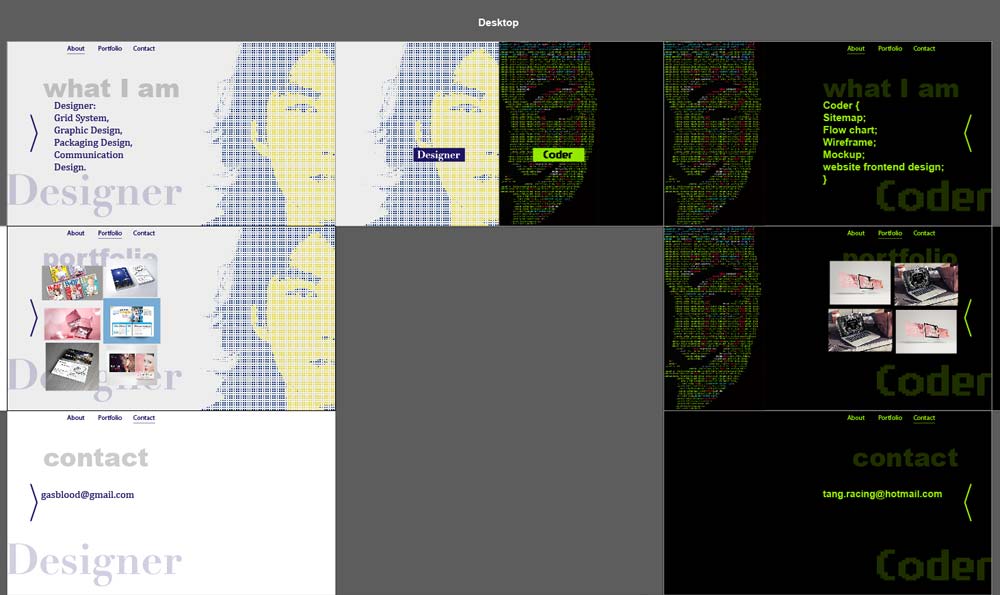 Desktop
About Portfolio Contact
what I am
Designer:
Grid System,
Graphic Design,
Packaging Design,
Communication
Design.
Designer
Designer
Coder
About Portfolio Contact
what I am
Coder {
Sitemap;
Flow chart;
Wireframe;
Mockup;
website frontend design;
}
Coder
About Portfolio Contact
portfolio
Designer
About Portfolio Contact
portfolio
Coder
About Portfolio Contact
contact
gasblood@gmail.com
Designer
About Portfolio Contact
contact
tang.racing@hotmail.com
Coder